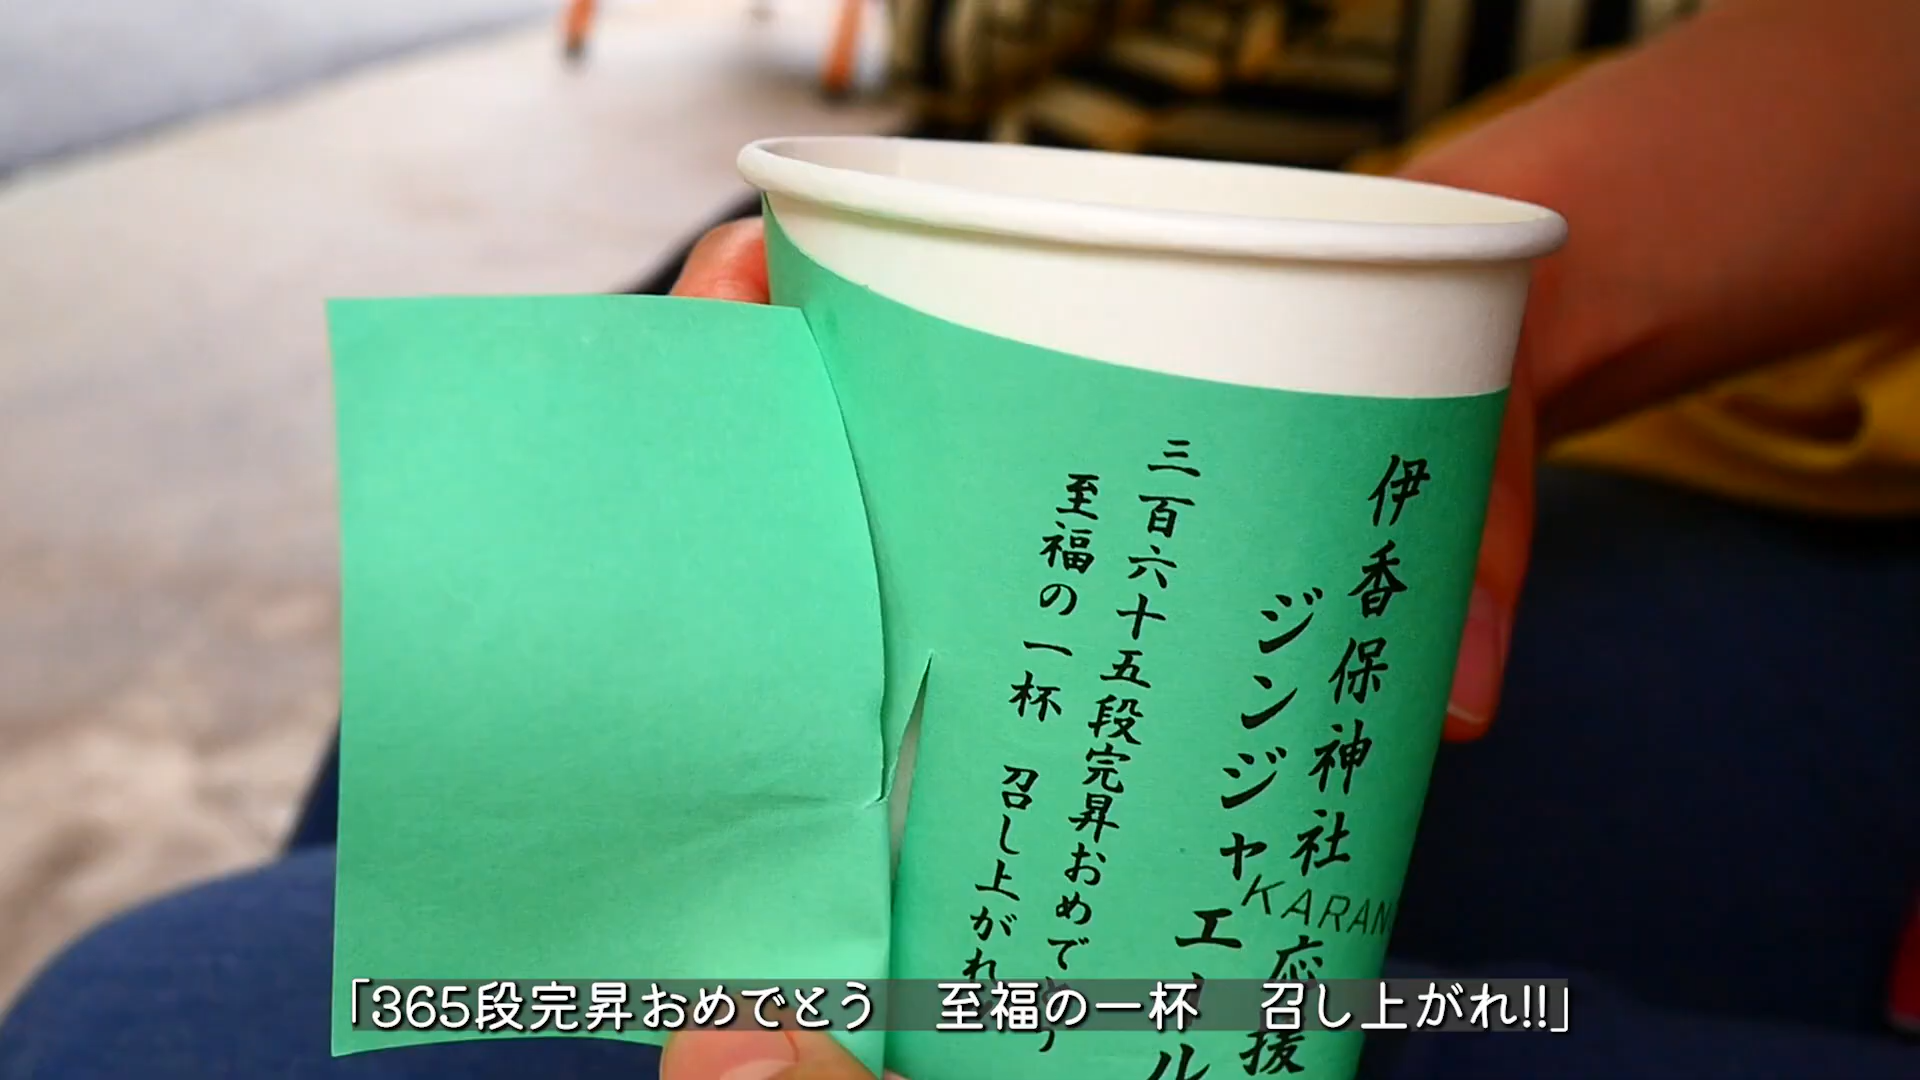 伊香保神社応援
ジンジャエール
三百六十五段完昇おめでとう
至福の一杯 召し上がれ
KARAN
「365段完昇おめでとう 至福の一杯 召し上がれ!!」